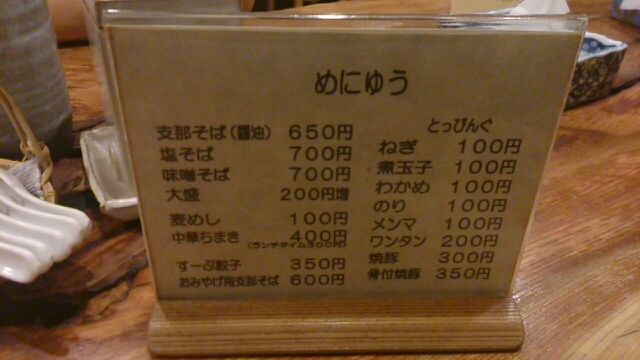 めにゅう
支那そば(醤油) 650円
塩そば 700円
味噌そば 700円
大盛 200円増
麦めし 100円
中華ちまき 400円
(ランチタイム300円)
すーぷ餃子 350円
おみやげ用支那そば 600円
とっぴんぐ
ねぎ 100円
煮玉子 100円
わかめ 100円
のり 100円
メンマ 100円
ワンタン 200円
焼豚 300円
骨付焼豚 350円